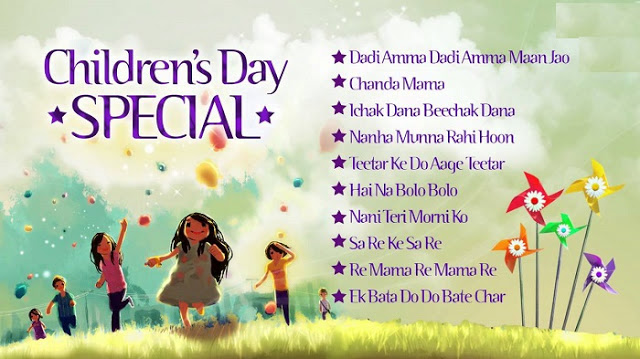 Children's Day
SPECIAL
Dadi Amma Dadi Amma Maan Jao
Chanda Mama
Ichak Dana Beechak Dana
Nanha Munna Rahi Hoon
Teetar Ke Do Aage Teetar
Hai Na Bolo Bolo
Nani Teri Morni Ko
Sa Re Ke Sa Re
Re Mama Re Mama Re
Ek Bata Do Do Bate Char